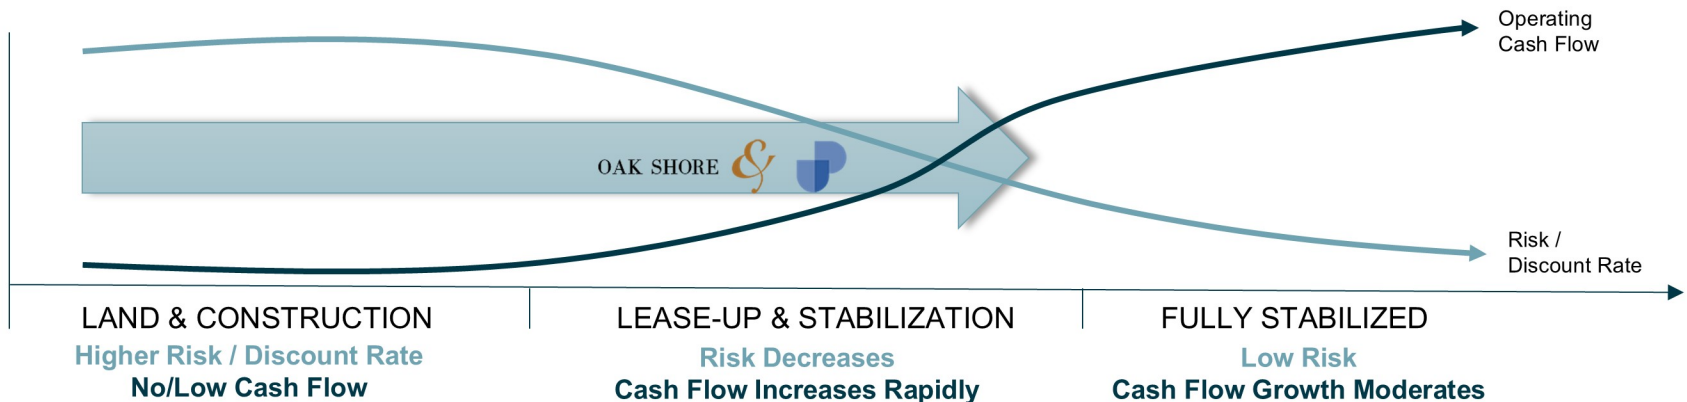 Operating
Cash Flow
OAK SHORE &
Risk /
Discount Rate
LAND & CONSTRUCTION
Higher Risk / Discount Rate
No/Low Cash Flow
LEASE-UP & STABILIZATION
Risk Decreases
Cash Flow Increases Rapidly
FULLY STABILIZED
Low Risk
Cash Flow Growth Moderates